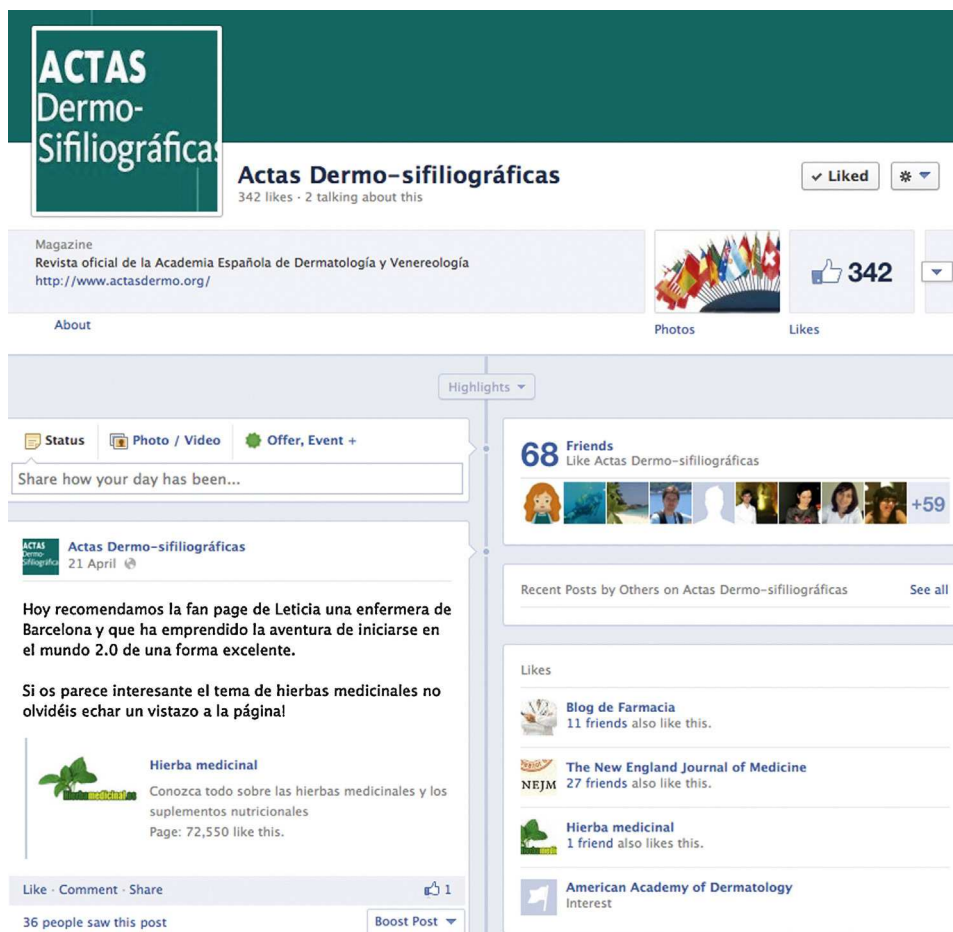 ACTAS
Dermo-
Sifiliográficas
Actas Dermo-sifiliográficas
342 likes · 2 talking about this
Liked
Magazine
Revista oficial de la Academia Española de Dermatología y Venereología
http://www.actasdermo.org/
About
342
Photos
Likes
Highlights
Status
Photo / Video
Offer, Event +
Share how your day has been...
ACTAS
Dermo-
Sifiliográfica
Actas Dermo-sifiliográficas
21 April
Hoy recomendamos la fan page de Leticia una enfermera de
Barcelona y que ha emprendido la aventura de iniciarse en
el mundo 2.0 de una forma excelente.
Si os parece interesante el tema de hierbas medicinales no
olvidéis echar un vistazo a la página!
Hierba medicinal
Conozca todo sobre las hierbas medicinales y los
suplementos nutricionales
Page: 72,550 like this.
Like · Comment · Share
1
36 people saw this post
Boost Post
68 Friends
Like Actas Dermo-sifiliográficas
+59
Recent Posts by Others on Actas Dermo-sifiliográficas
See all
Likes
Blog de Farmacia
11 friends also like this.
NEJM
The New England Journal of Medicine
27 friends also like this.
Hierba medicinal
1 friend also likes this.
American Academy of Dermatology
Interest